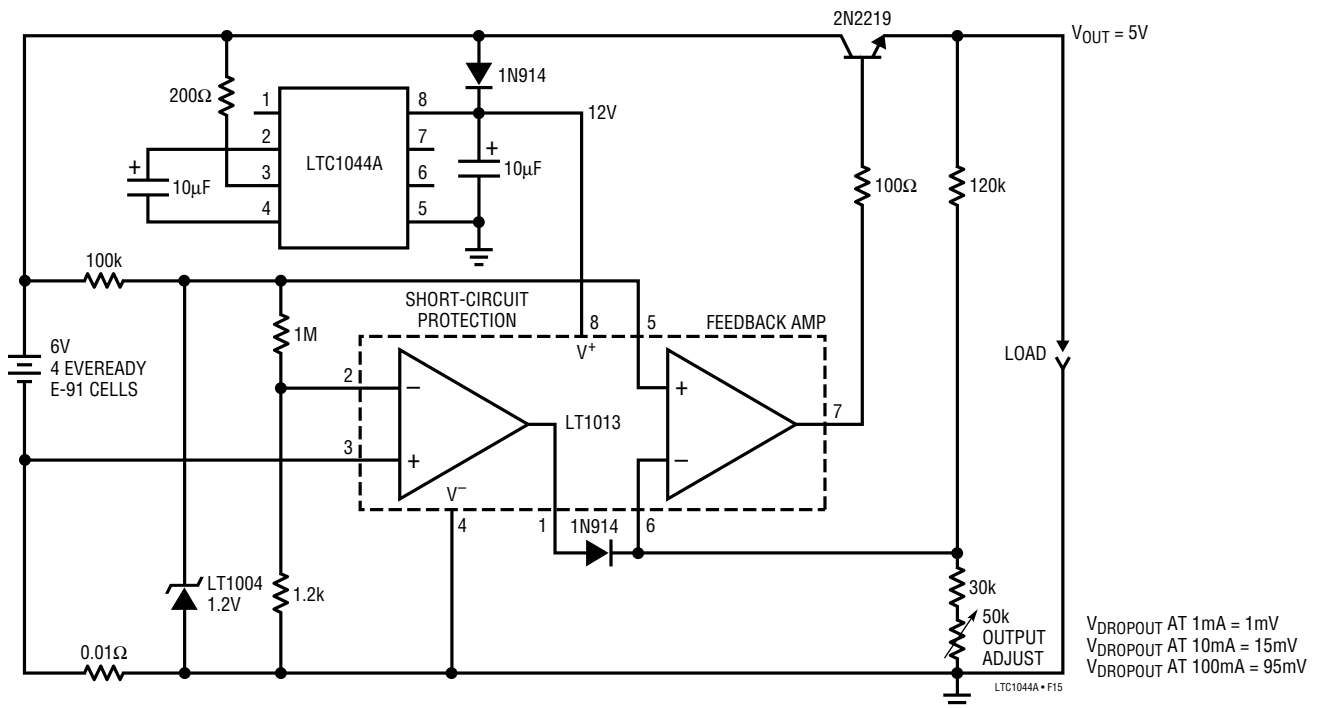 2N2219
V_OUT = 5V
200Ω
1N914
12V
1
2
3
4
8
7
6
5
LTC1044A
+
10µF
+
10µF
100Ω
120k
100k
1M
SHORT-CIRCUIT
PROTECTION
8
V+
5
FEEDBACK AMP
6V
4 EVEREADY
E-91 CELLS
LOAD
2
–
3
+
LT1013
+
–
7
V–
4
1
1N914
6
LT1004
1.2V
1.2k
30k
50k
OUTPUT
ADJUST
0.01Ω
V_DROPOUT AT 1mA = 1mV
V_DROPOUT AT 10mA = 15mV
V_DROPOUT AT 100mA = 95mV
LTC1044A • F15